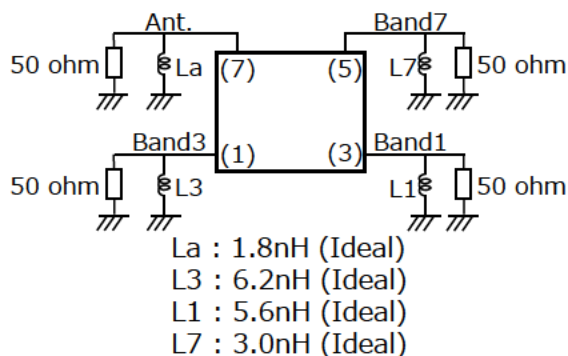 Ant. Band7
50 ohm La (7) (5) L7 50 ohm
Band3 (1) (3) Band1
50 ohm L3 L1 50 ohm
La : 1.8nH (Ideal)
L3 : 6.2nH (Ideal)
L1 : 5.6nH (Ideal)
L7 : 3.0nH (Ideal)